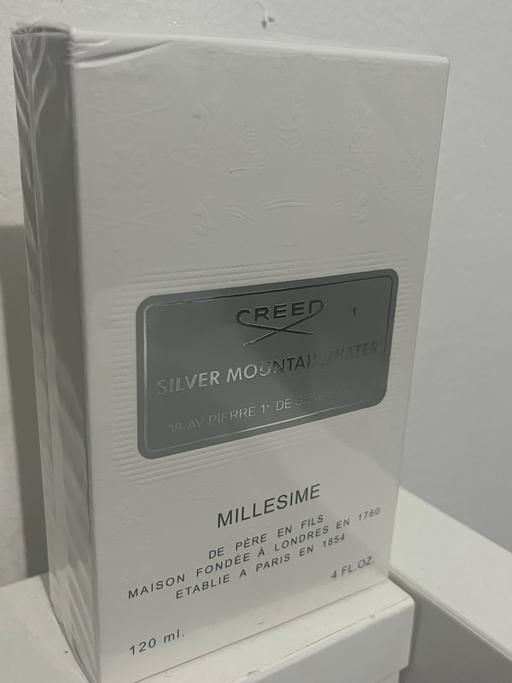 CREED
SILVER MOUNTAIN WATER
38 AV PIERRE 1er DE
MILLESIME
DE PÈRE EN FILS
MAISON FONDÉE À LONDRES EN 1760
ETABLIE A PARIS EN 1854
4 FL.OZ.
120 ml.